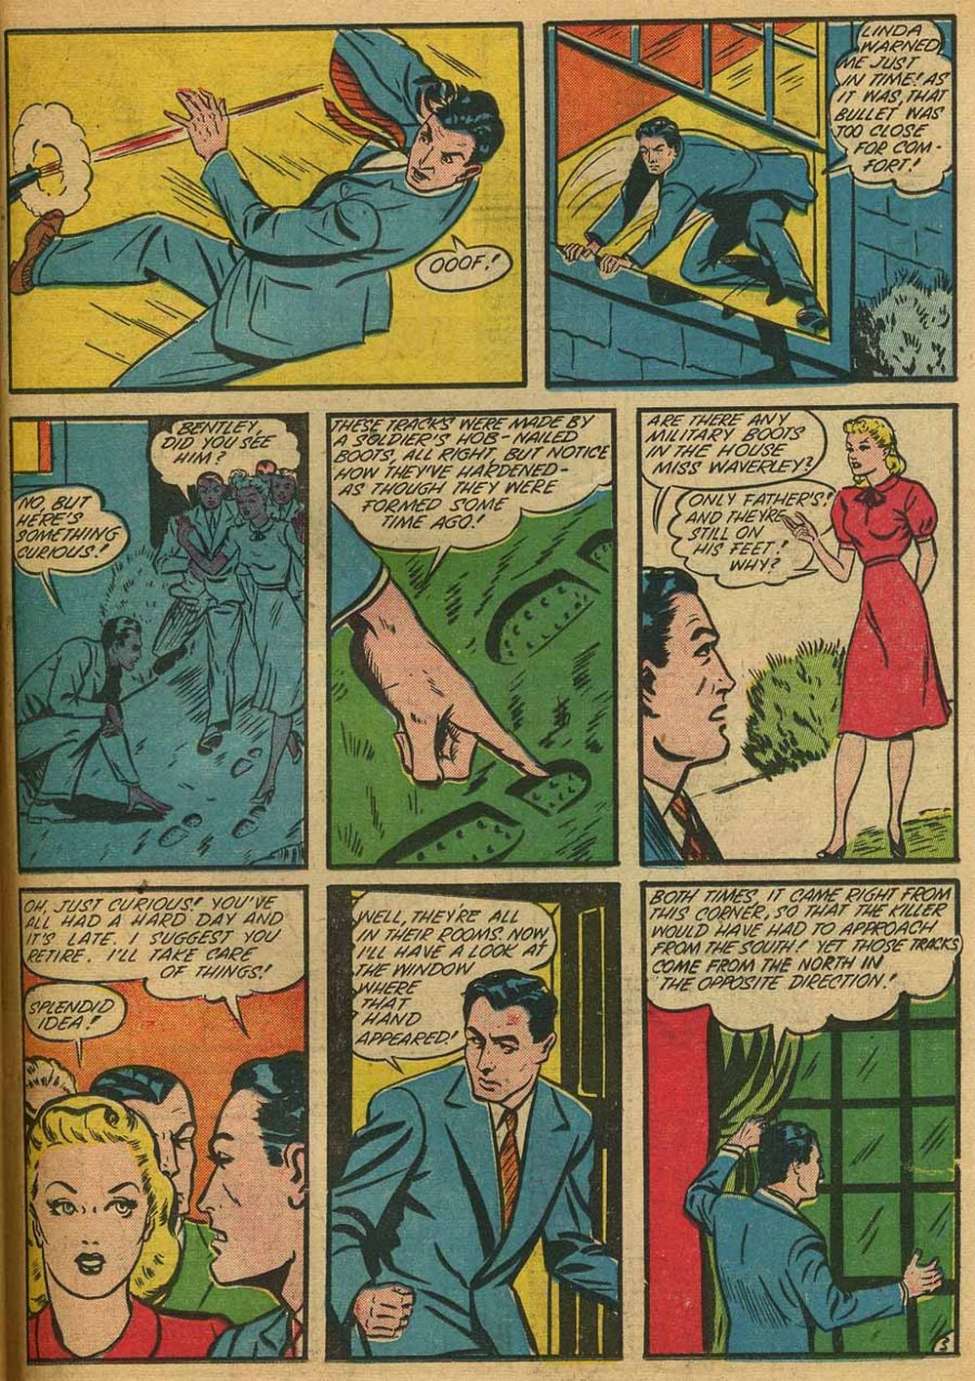 OOOF!
LINDA
WARNED
ME JUST
IN TIME! AS
IT WAS, THAT
BULLET WAS
TOO CLOSE
FOR COM-
FORT!
BENTLEY,
DID YOU SEE
HIM?
NO, BUT
HERE'S
SOMETHING
CURIOUS!
THESE TRACKS WERE MADE BY
A SOLDIER'S HOB-NAILED
BOOTS, ALL RIGHT, BUT NOTICE
HOW THEY'VE HARDENED-
AS THOUGH THEY WERE
FORMED SOME
TIME AGO!
ARE THERE ANY
MILITARY BOOTS
IN THE HOUSE
MISS WAVERLEY?
ONLY FATHER'S!
AND THEY'RE
STILL ON
HIS FEET!
WHY?
OH, JUST CURIOUS! YOU'VE
ALL HAD A HARD DAY AND
IT'S LATE. I SUGGEST YOU
RETIRE. I'LL TAKE CARE
OF THINGS!
SPLENDID
IDEA!
WELL, THEY'RE ALL
IN THEIR ROOMS. NOW
I'LL HAVE A LOOK AT
THE WINDOW
WHERE
THAT
HAND
APPEARED!
BOTH TIMES, IT CAME RIGHT FROM
THIS CORNER, SO THAT THE KILLER
WOULD HAVE HAD TO APPROACH
FROM THE SOUTH! YET THOSE TRACKS
COME FROM THE NORTH IN
THE OPPOSITE DIRECTION!
3